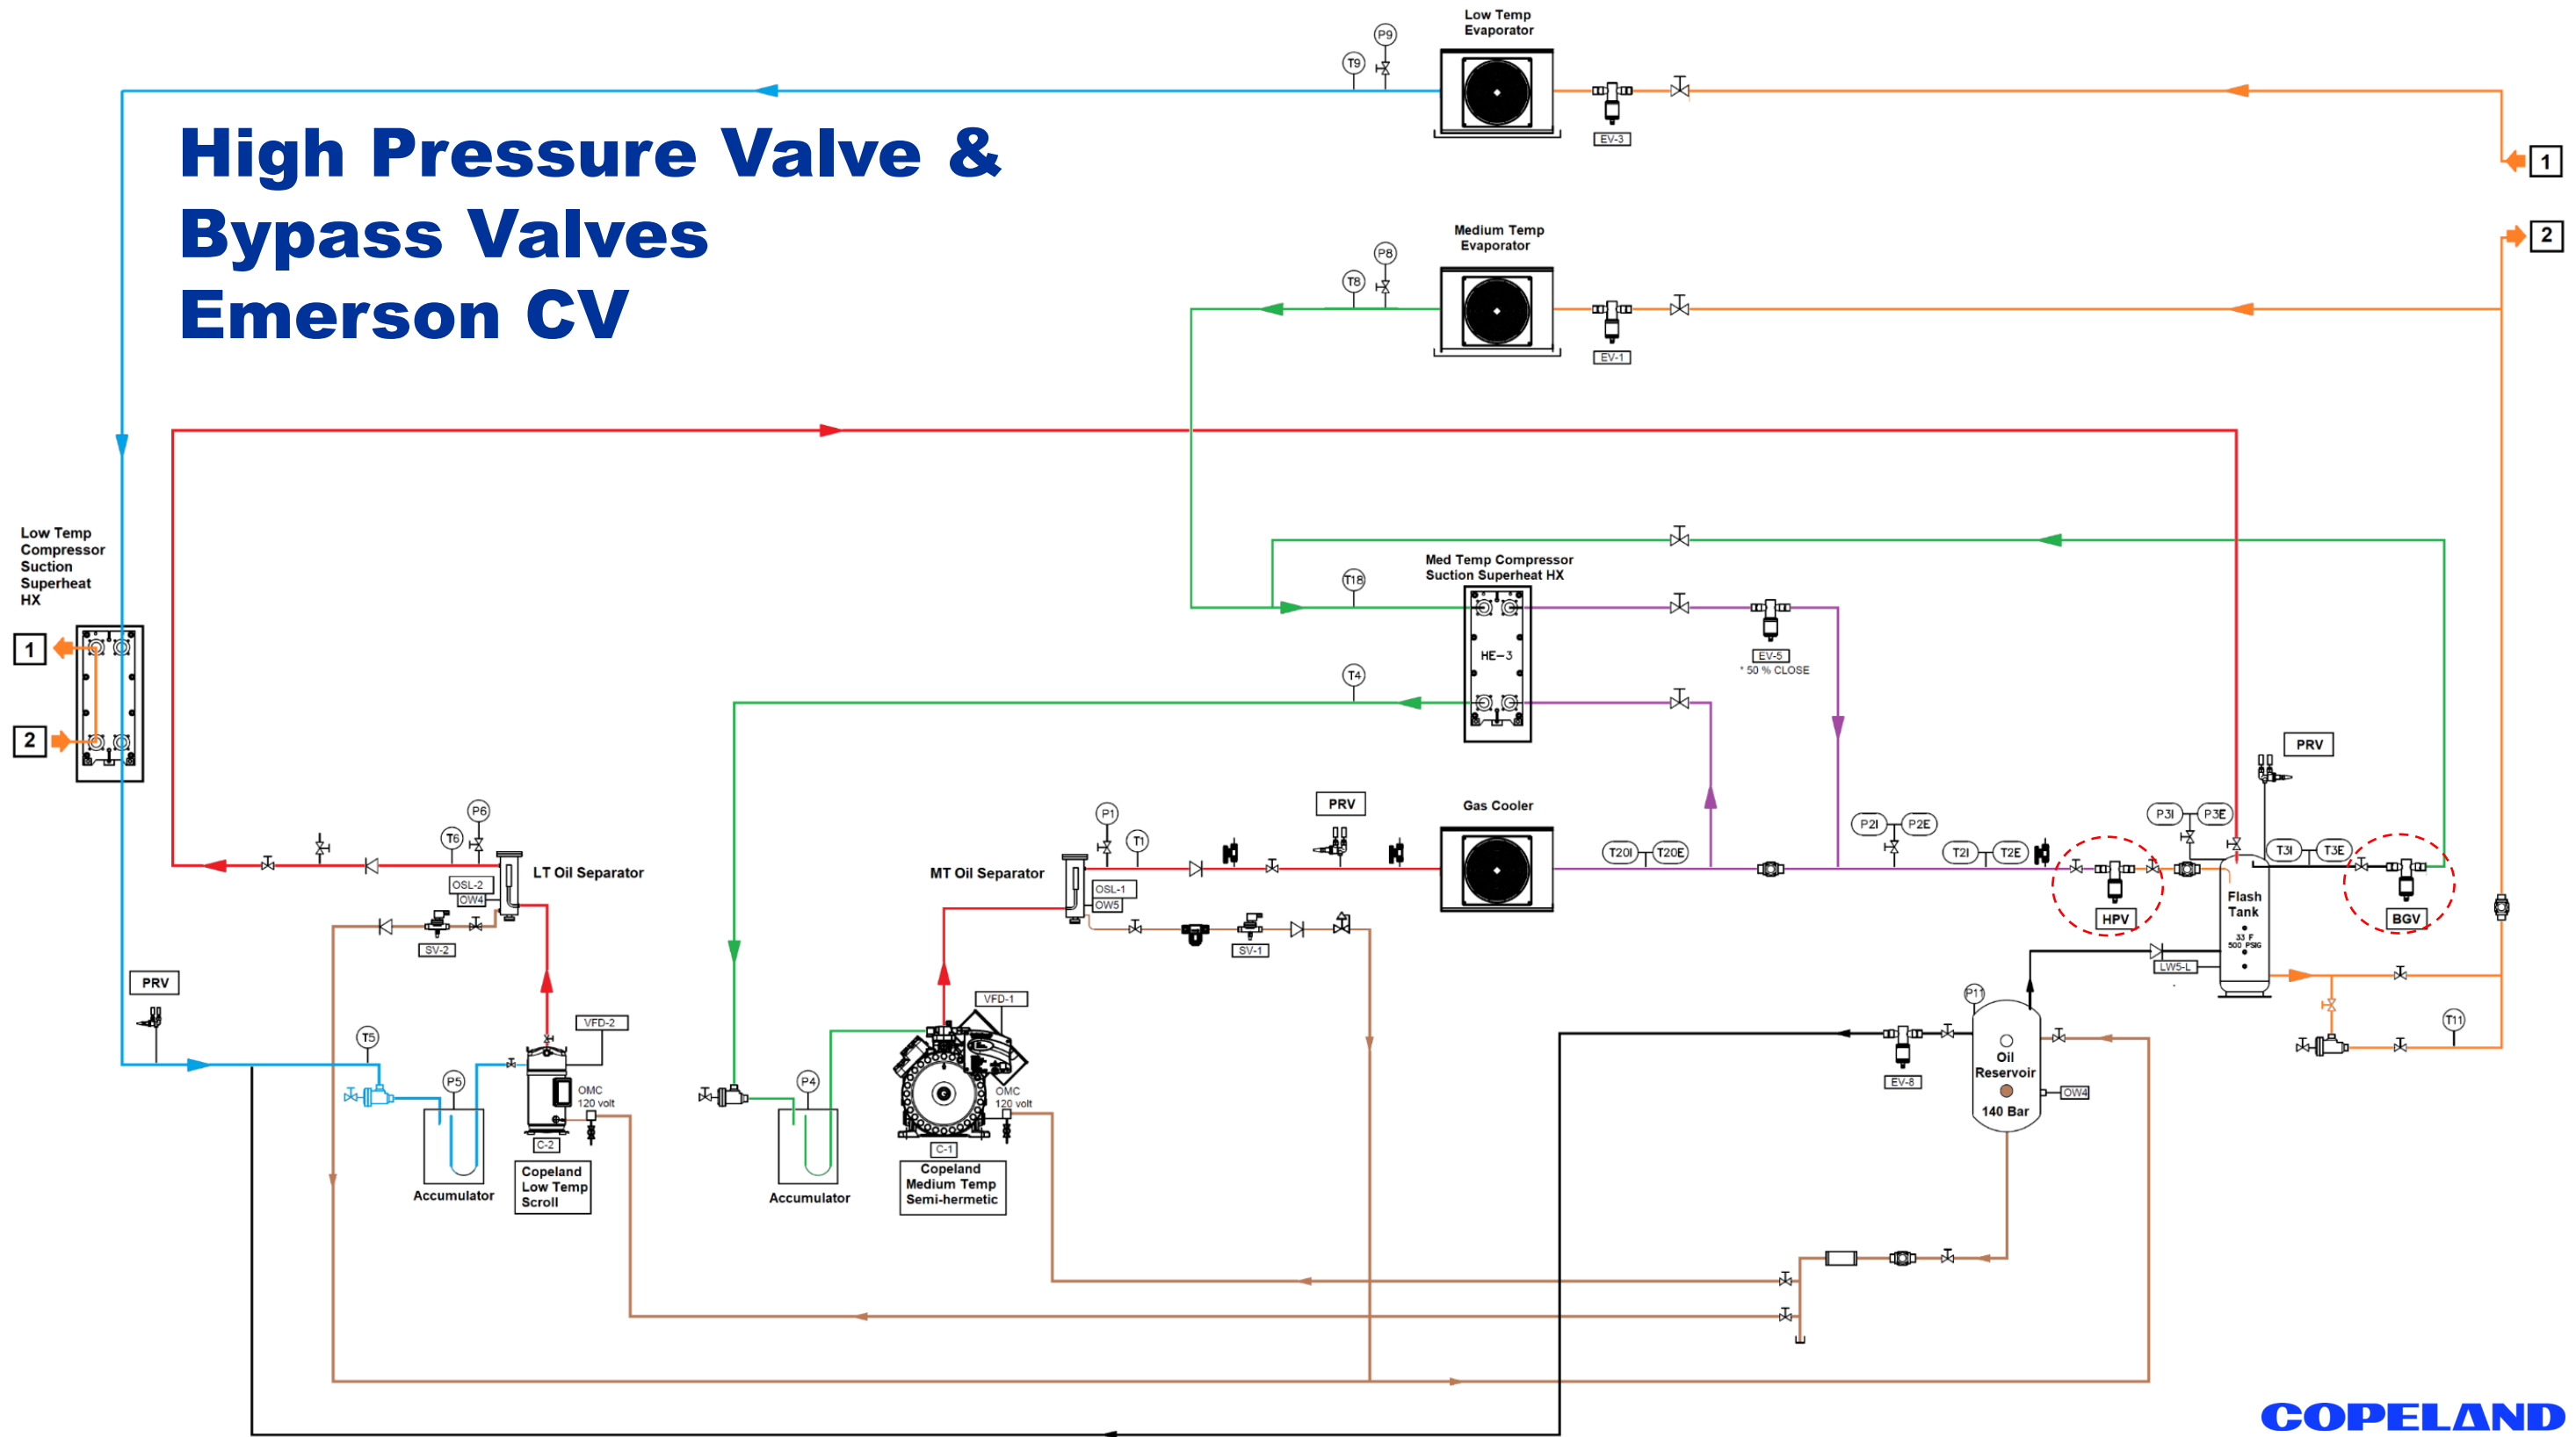 Low Temp
Evaporator
P9
T9
EV-3
High Pressure Valve &
Bypass Valves
Emerson CV
1
2
Medium Temp
Evaporator
P8
T8
EV-1
Low Temp
Compressor
Suction
Superheat
HX
1
2
Med Temp Compressor
Suction Superheat HX
T18
HE-3
EV-5
* 50 % CLOSE
T4
PRV
P6
T6
LT Oil Separator
OSL-2
OW4
SV-2
P1
T1
MT Oil Separator
OSL-1
OW5
SV-1
PRV
Gas Cooler
T20I
T20E
P2I
P2E
T2I
T2E
P3I
P3E
T3I
T3E
HPV
Flash
Tank
33 F
500 PSIG
BGV
LW5-L
PRV
T5
P5
VFD-2
OMC
120 volt
C-2
Accumulator
Copeland
Low Temp
Scroll
P4
VFD-1
OMC
120 volt
C-1
Accumulator
Copeland
Medium Temp
Semi-hermetic
P11
EV-8
Oil
Reservoir
140 Bar
OW4
T11
COPELAND